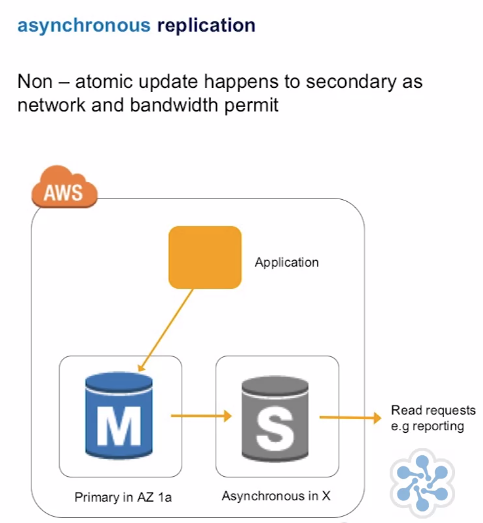 asynchronous replication
Non – atomic update happens to secondary as
network and bandwidth permit
AWS
Application
M
S
Read requests
e.g reporting
Primary in AZ 1a
Asynchronous in X